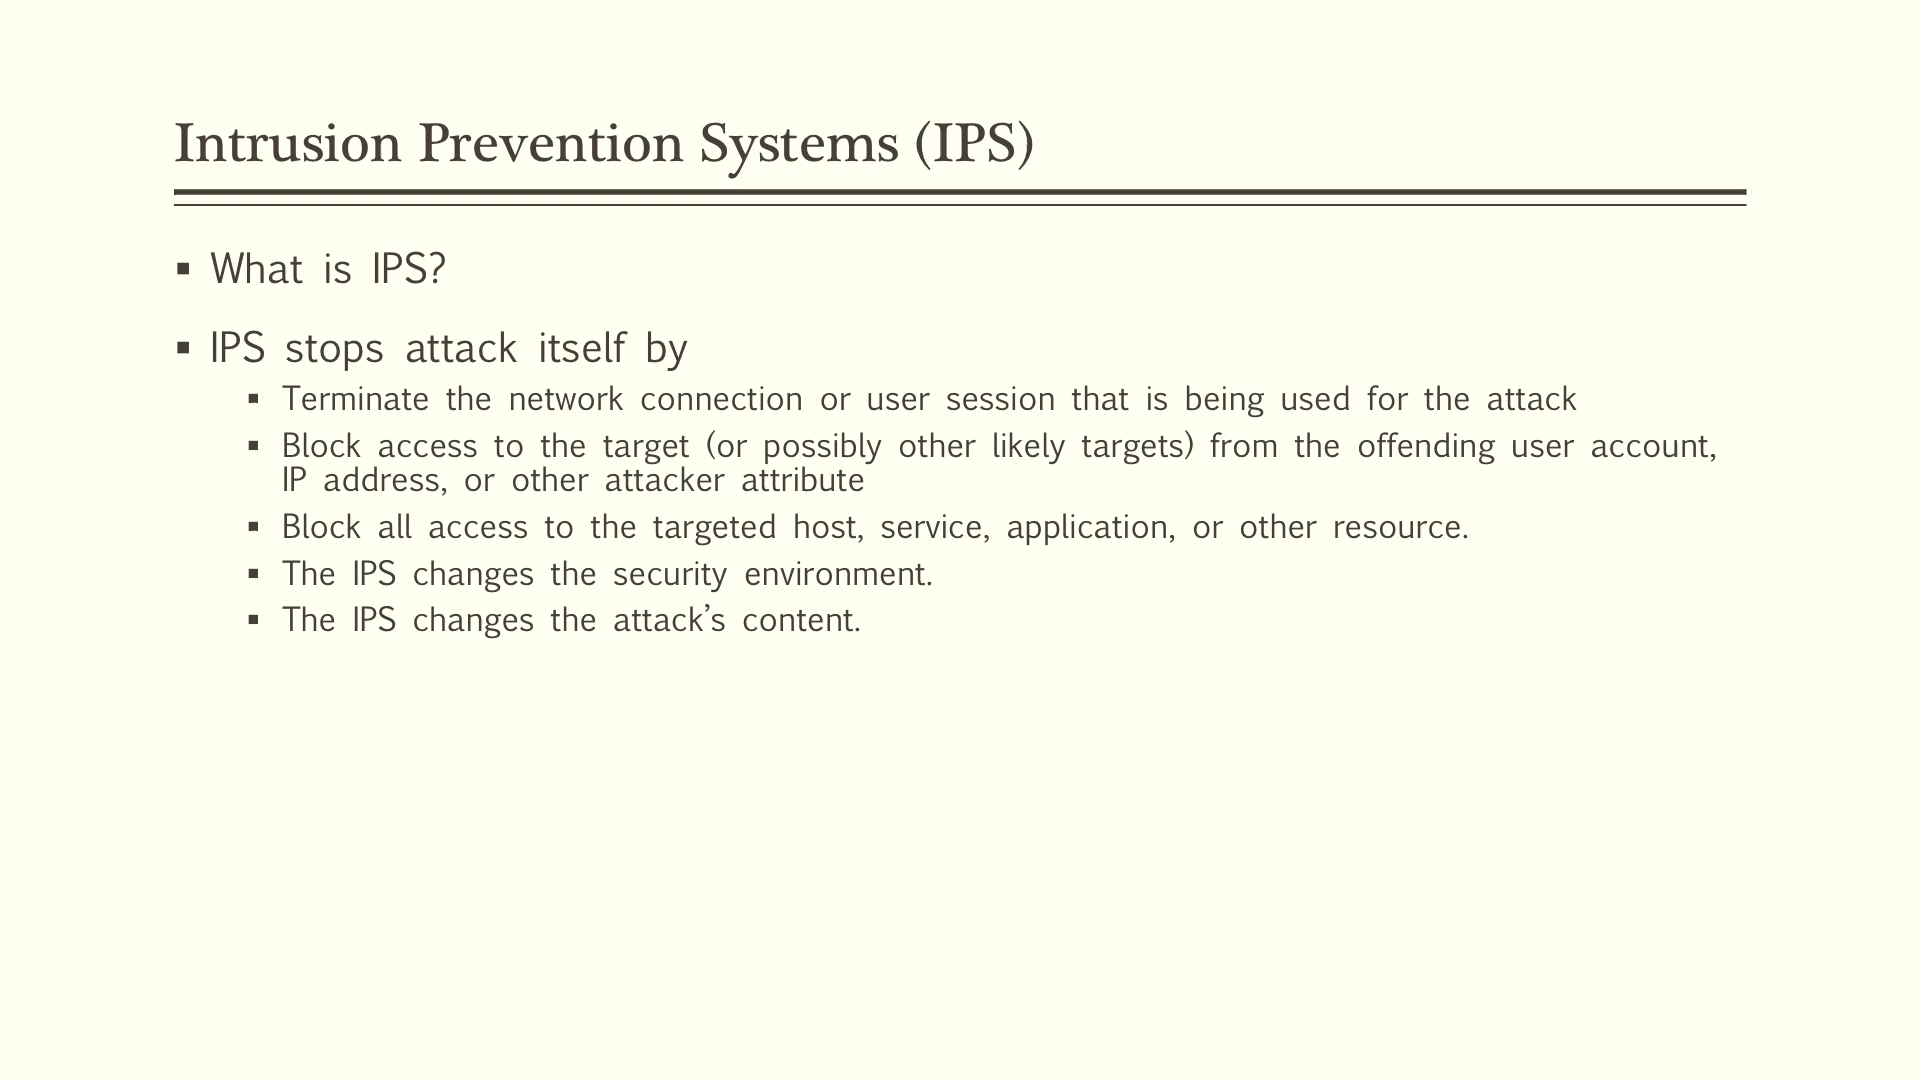 Intrusion Prevention Systems (IPS)
▪ What is IPS?
▪ IPS stops attack itself by
▪ Terminate the network connection or user session that is being used for the attack
▪ Block access to the target (or possibly other likely targets) from the offending user account,
IP address, or other attacker attribute
▪ Block all access to the targeted host, service, application, or other resource.
▪ The IPS changes the security environment.
▪ The IPS changes the attack’s content.